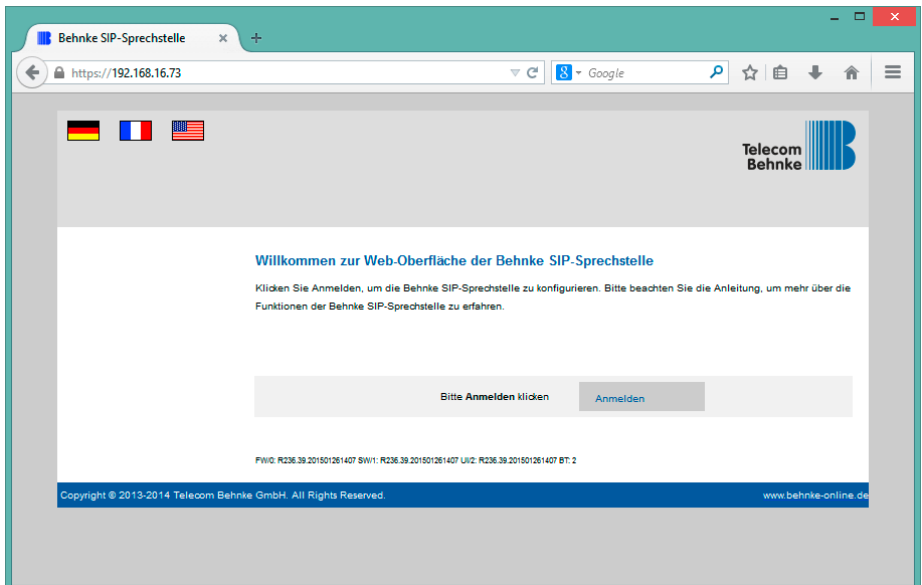 Behnke SIP-Sprechstelle
https://192.168.16.73
8 Google
Telecom
Behnke
Willkommen zur Web-Oberfläche der Behnke SIP-Sprechstelle
Klicken Sie Anmelden, um die Behnke SIP-Sprechstelle zu konfigurieren. Bitte beachten Sie die Anleitung, um mehr über die
Funktionen der Behnke SIP-Sprechstelle zu erfahren.
Bitte Anmelden klicken
Anmelden
FW/0: R236.39.201501261407 SW/1: R236.39.201501261407 UI/2: R236.39.201501261407 BT: 2
Copyright © 2013-2014 Telecom Behnke GmbH. All Rights Reserved.
www.behnke-online.de